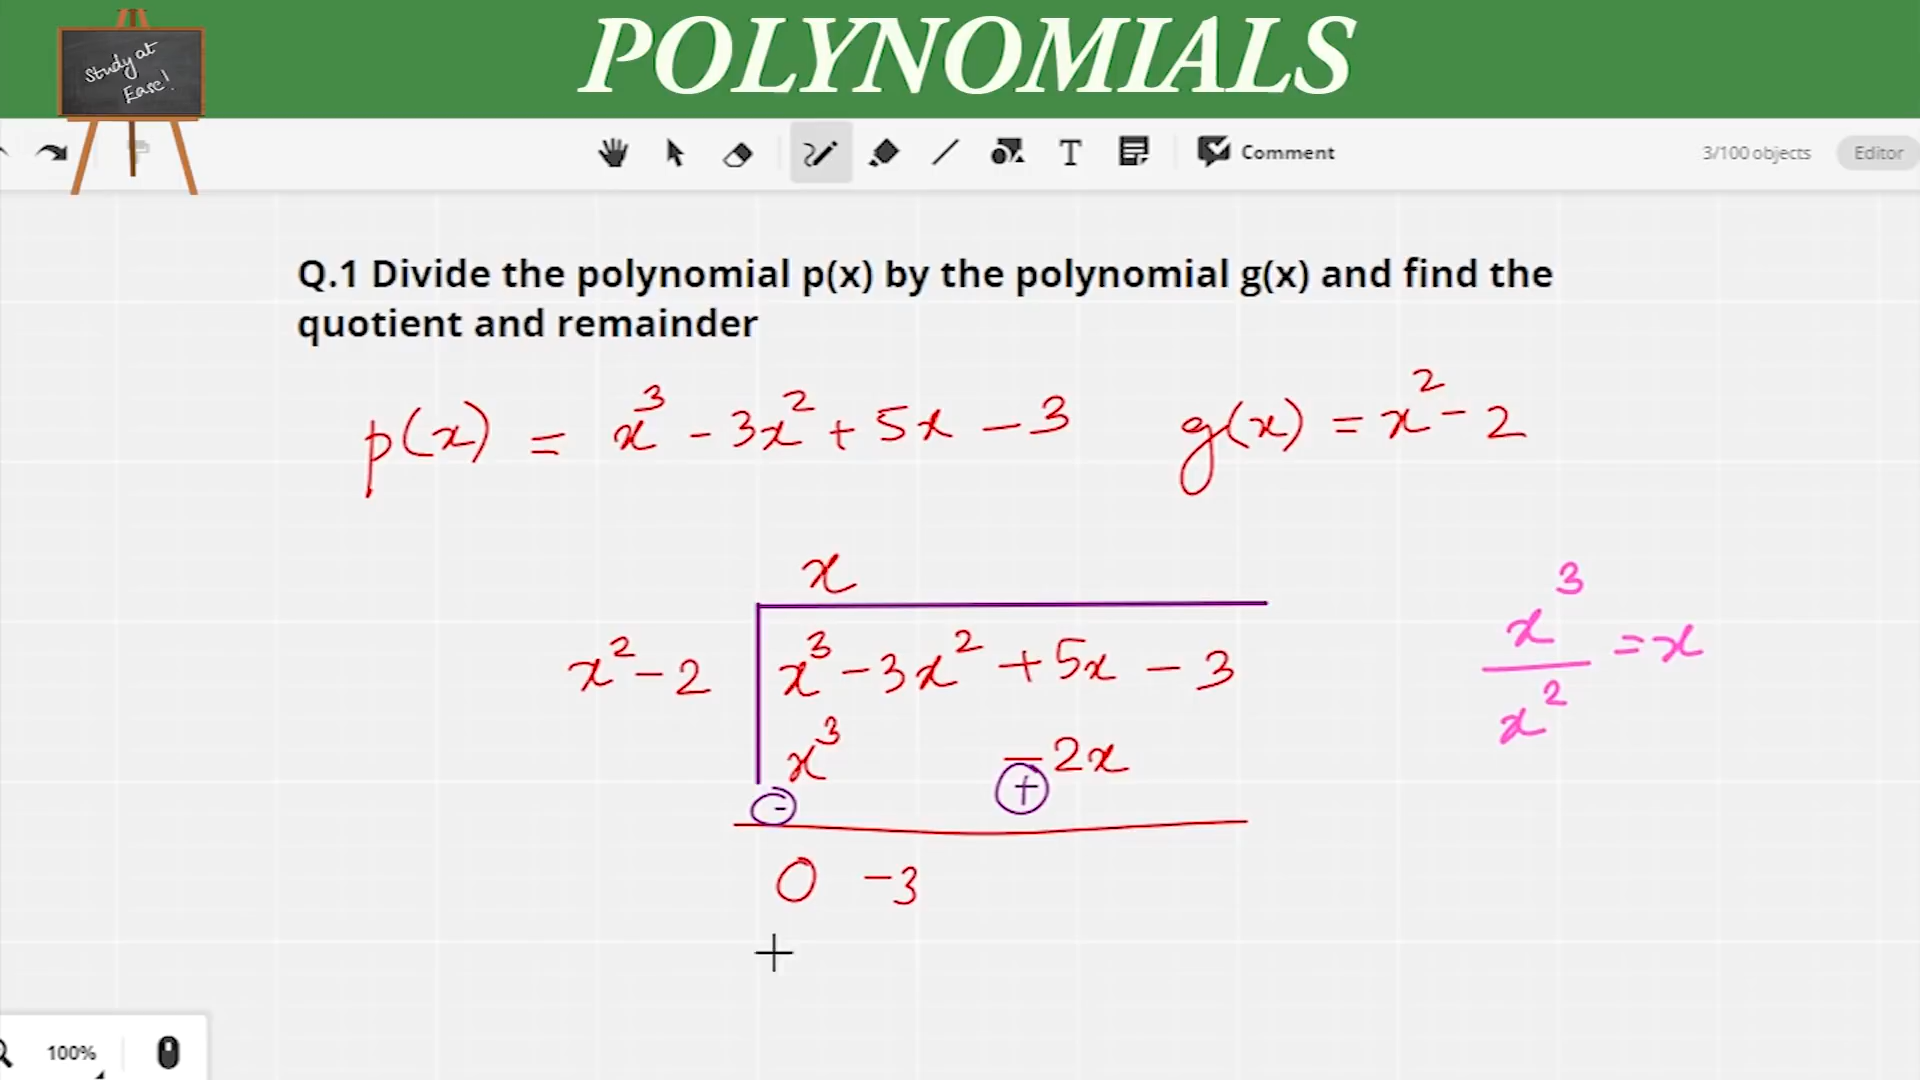 POLYNOMIALS
Study at
Ease!
Comment
3/100 objects
Editor
Q.1 Divide the polynomial p(x) by the polynomial g(x) and find the
quotient and remainder
p(x) = x³ - 3x² + 5x - 3 g(x) = x² - 2
x
x² - 2 x³ - 3x² + 5x - 3
x³ - 2x
- +
0 -3
x³
= x
x²
100%